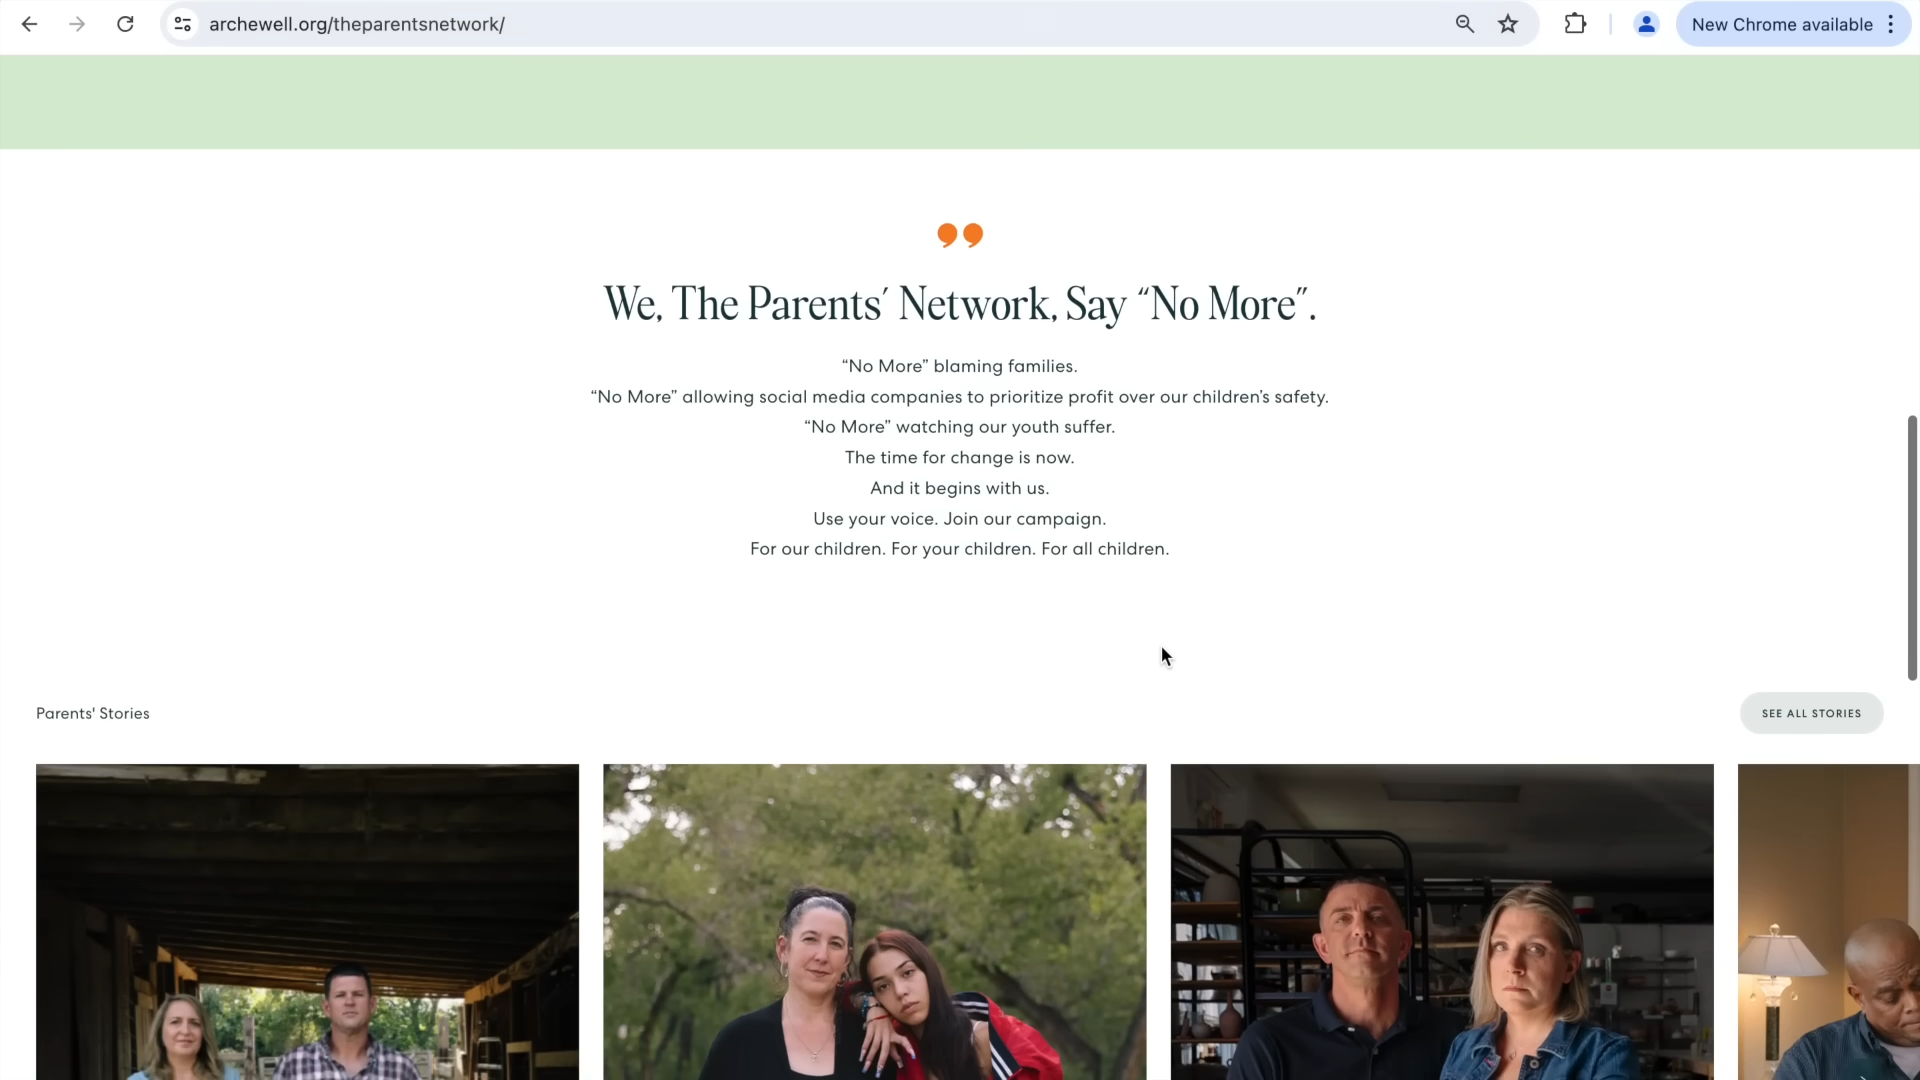 archewell.org/theparentsnetwork/
New Chrome available
We, The Parents' Network, Say “No More”.
“No More” blaming families.
“No More” allowing social media companies to prioritize profit over our children’s safety.
“No More” watching our youth suffer.
The time for change is now.
And it begins with us.
Use your voice. Join our campaign.
For our children. For your children. For all children.
Parents' Stories
SEE ALL STORIES